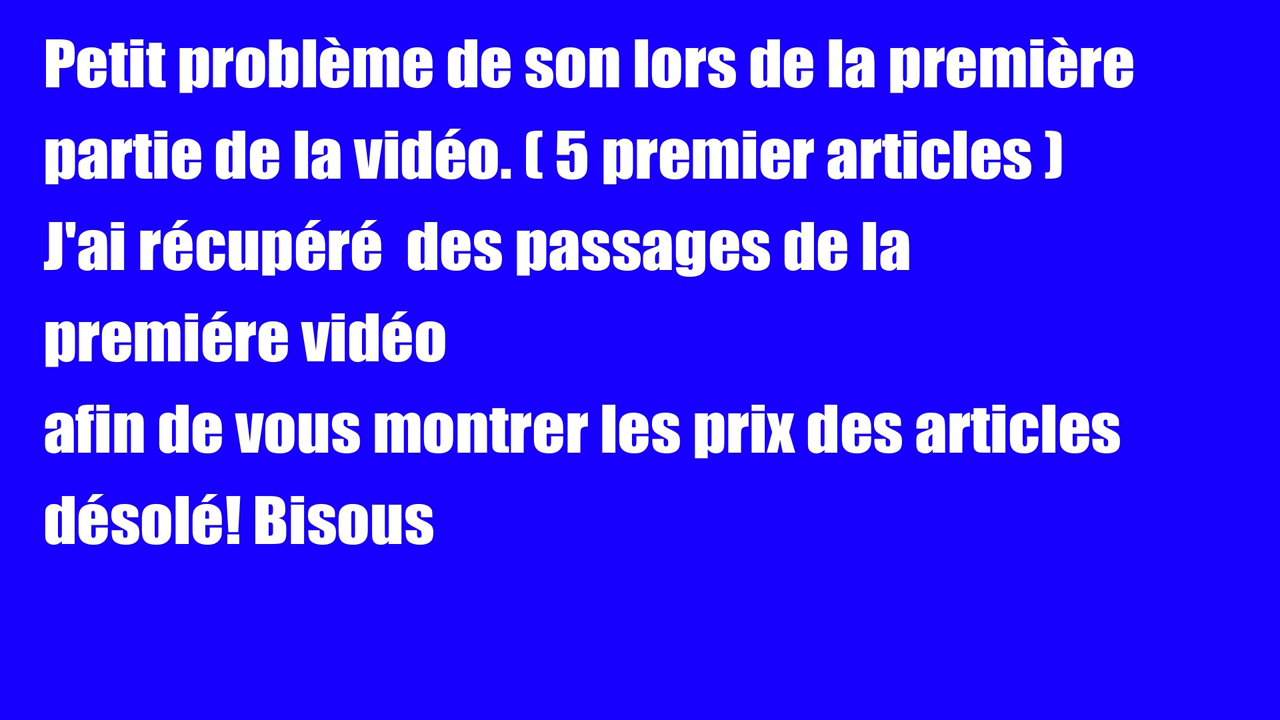 Petit problème de son lors de la première
partie de la vidéo. ( 5 premier articles )
J'ai récupéré  des passages de la
premiére vidéo
afin de vous montrer les prix des articles
désolé! Bisous